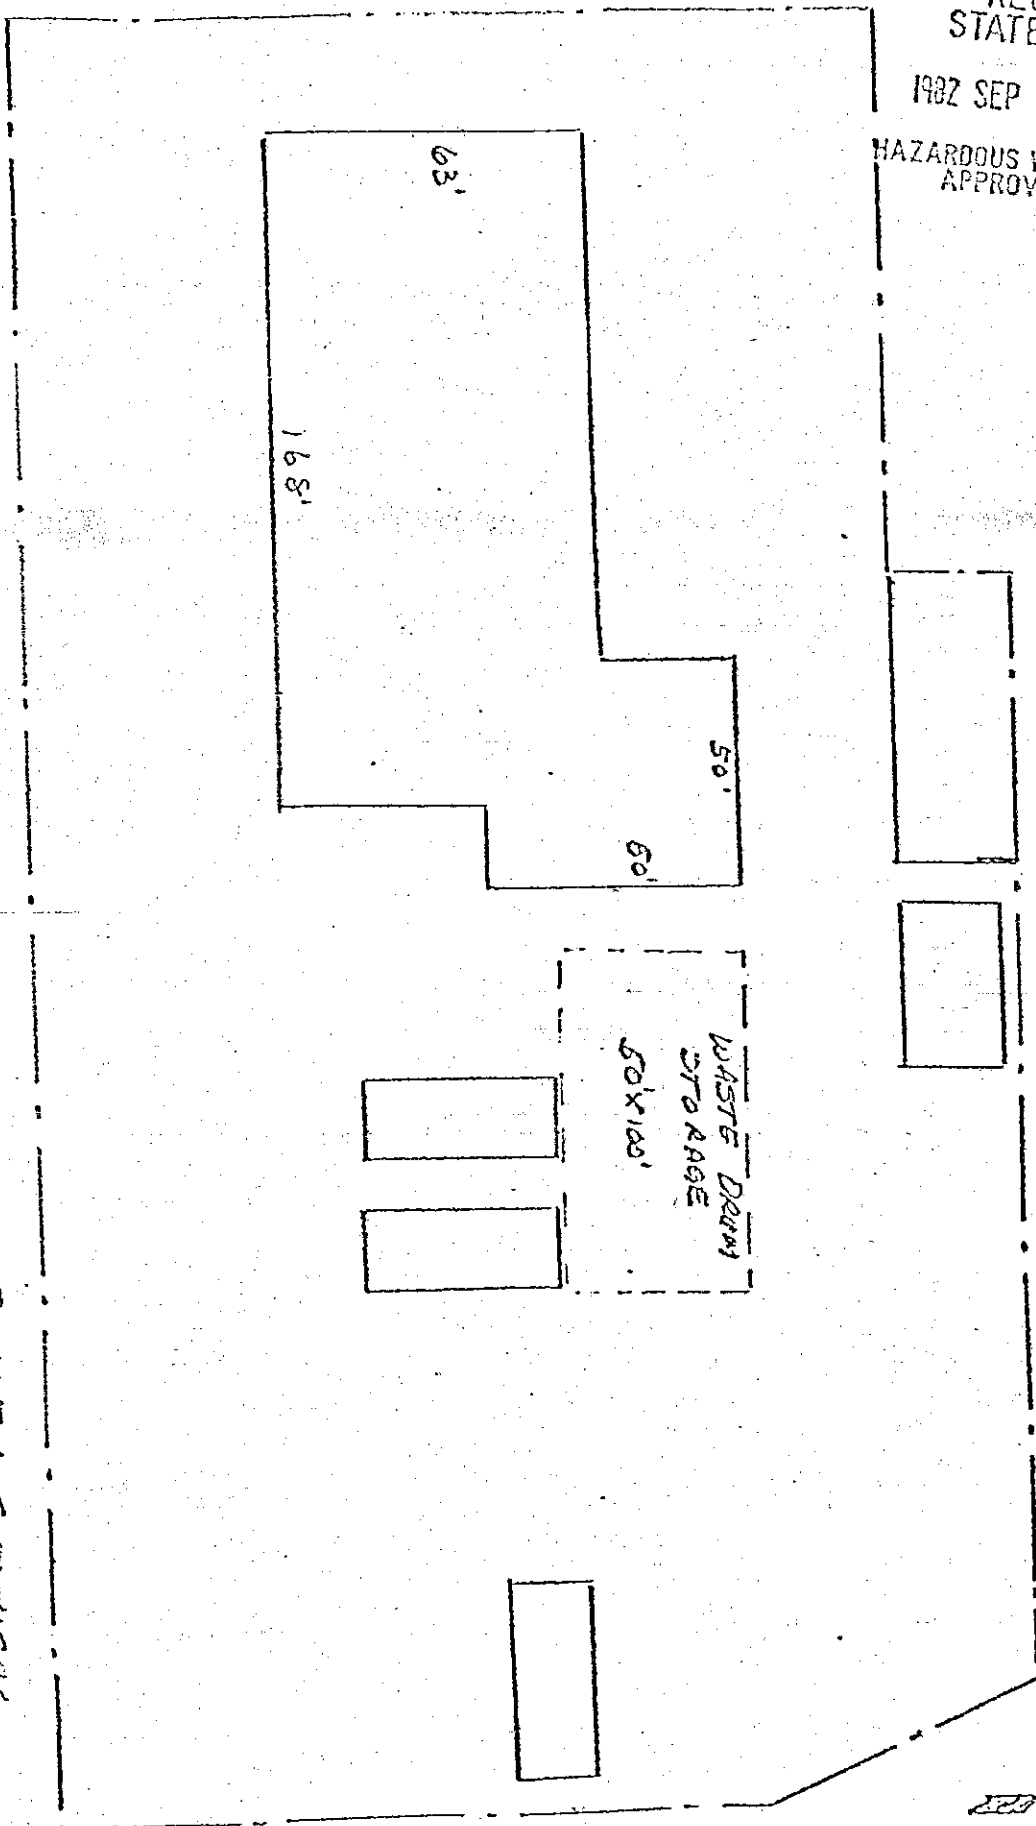 STATE
1982 SEP
HAZARDOUS
APPROV
63'
168'
50'
60'
WASTE DRUM
STORAGE
50'X100'